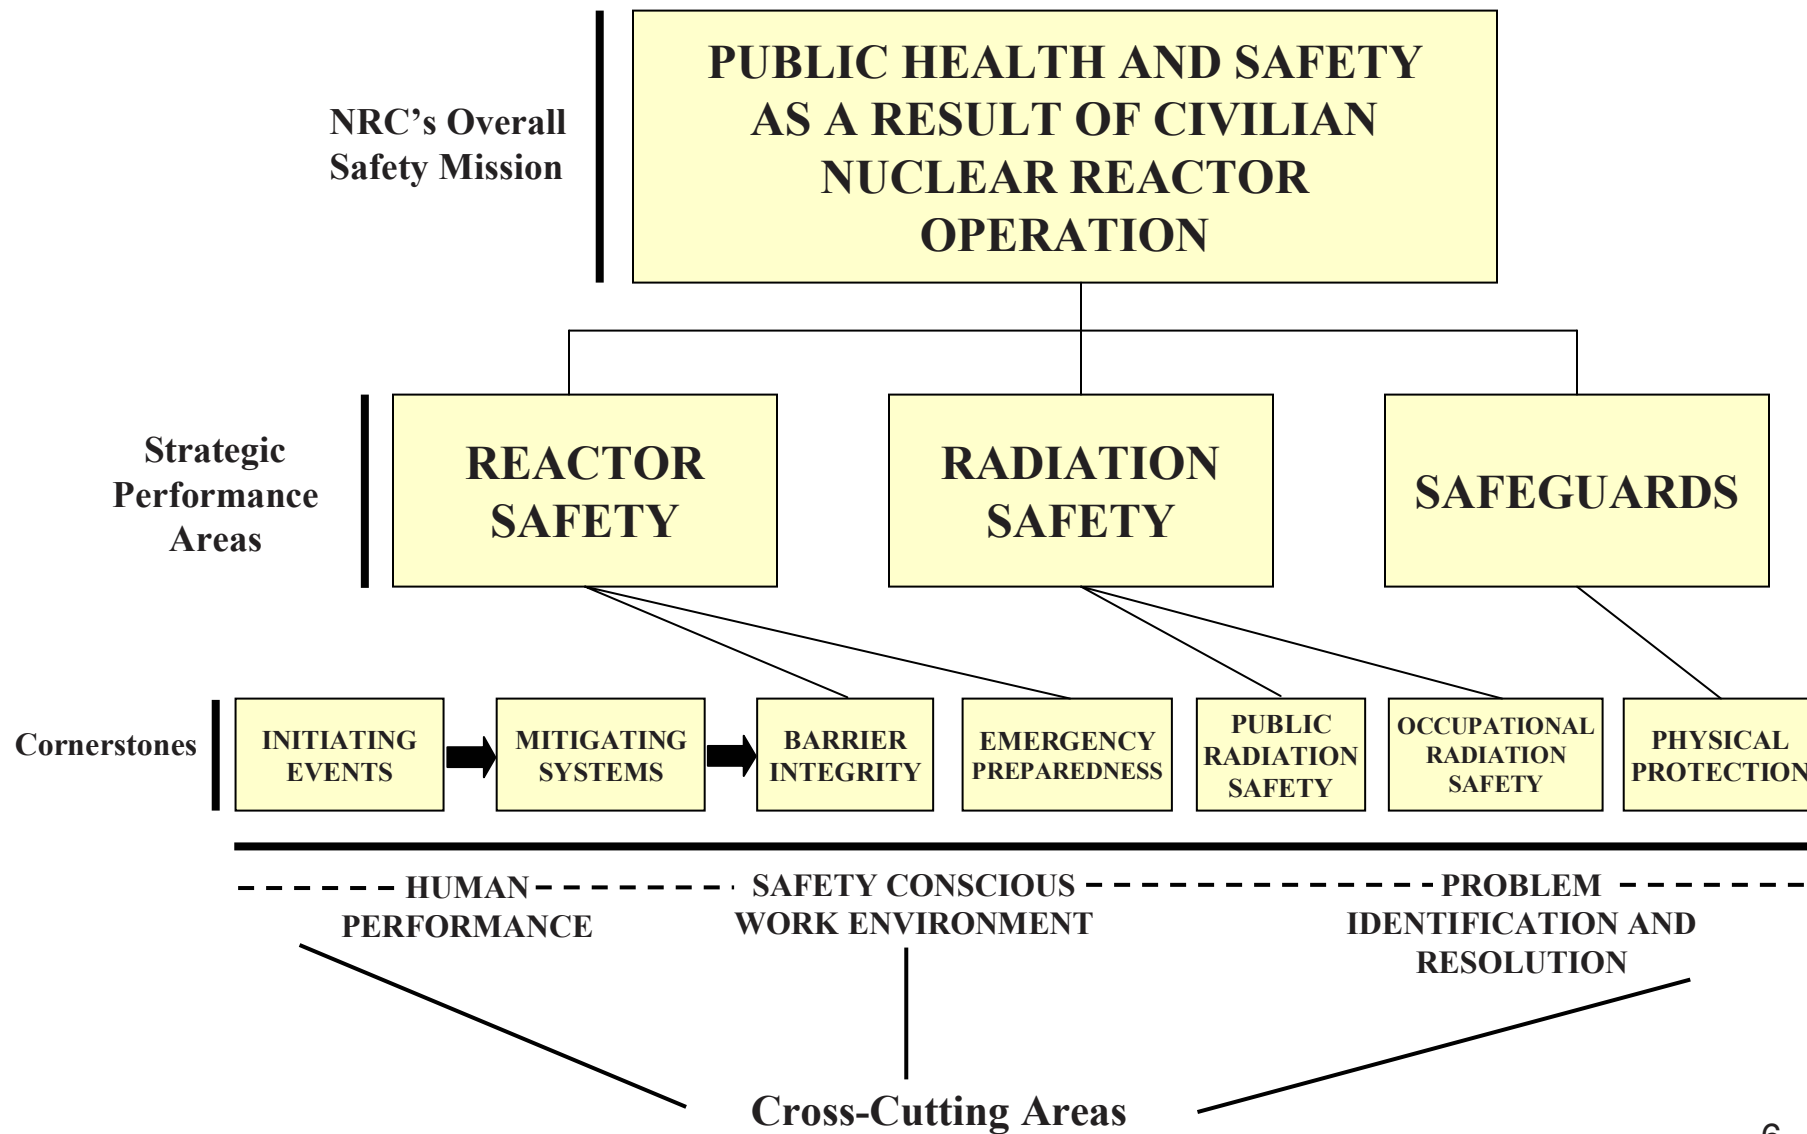 PUBLIC HEALTH AND SAFETY
AS A RESULT OF CIVILIAN
NUCLEAR REACTOR
OPERATION
NRC’s Overall
Safety Mission
Strategic
Performance
Areas
REACTOR
SAFETY
RADIATION
SAFETY
SAFEGUARDS
Cornerstones
INITIATING
EVENTS
MITIGATING
SYSTEMS
BARRIER
INTEGRITY
EMERGENCY
PREPAREDNESS
PUBLIC
RADIATION
SAFETY
OCCUPATIONAL
RADIATION
SAFETY
PHYSICAL
PROTECTION
HUMAN
PERFORMANCE
SAFETY CONSCIOUS
WORK ENVIRONMENT
PROBLEM
IDENTIFICATION AND
RESOLUTION
Cross-Cutting Areas
6